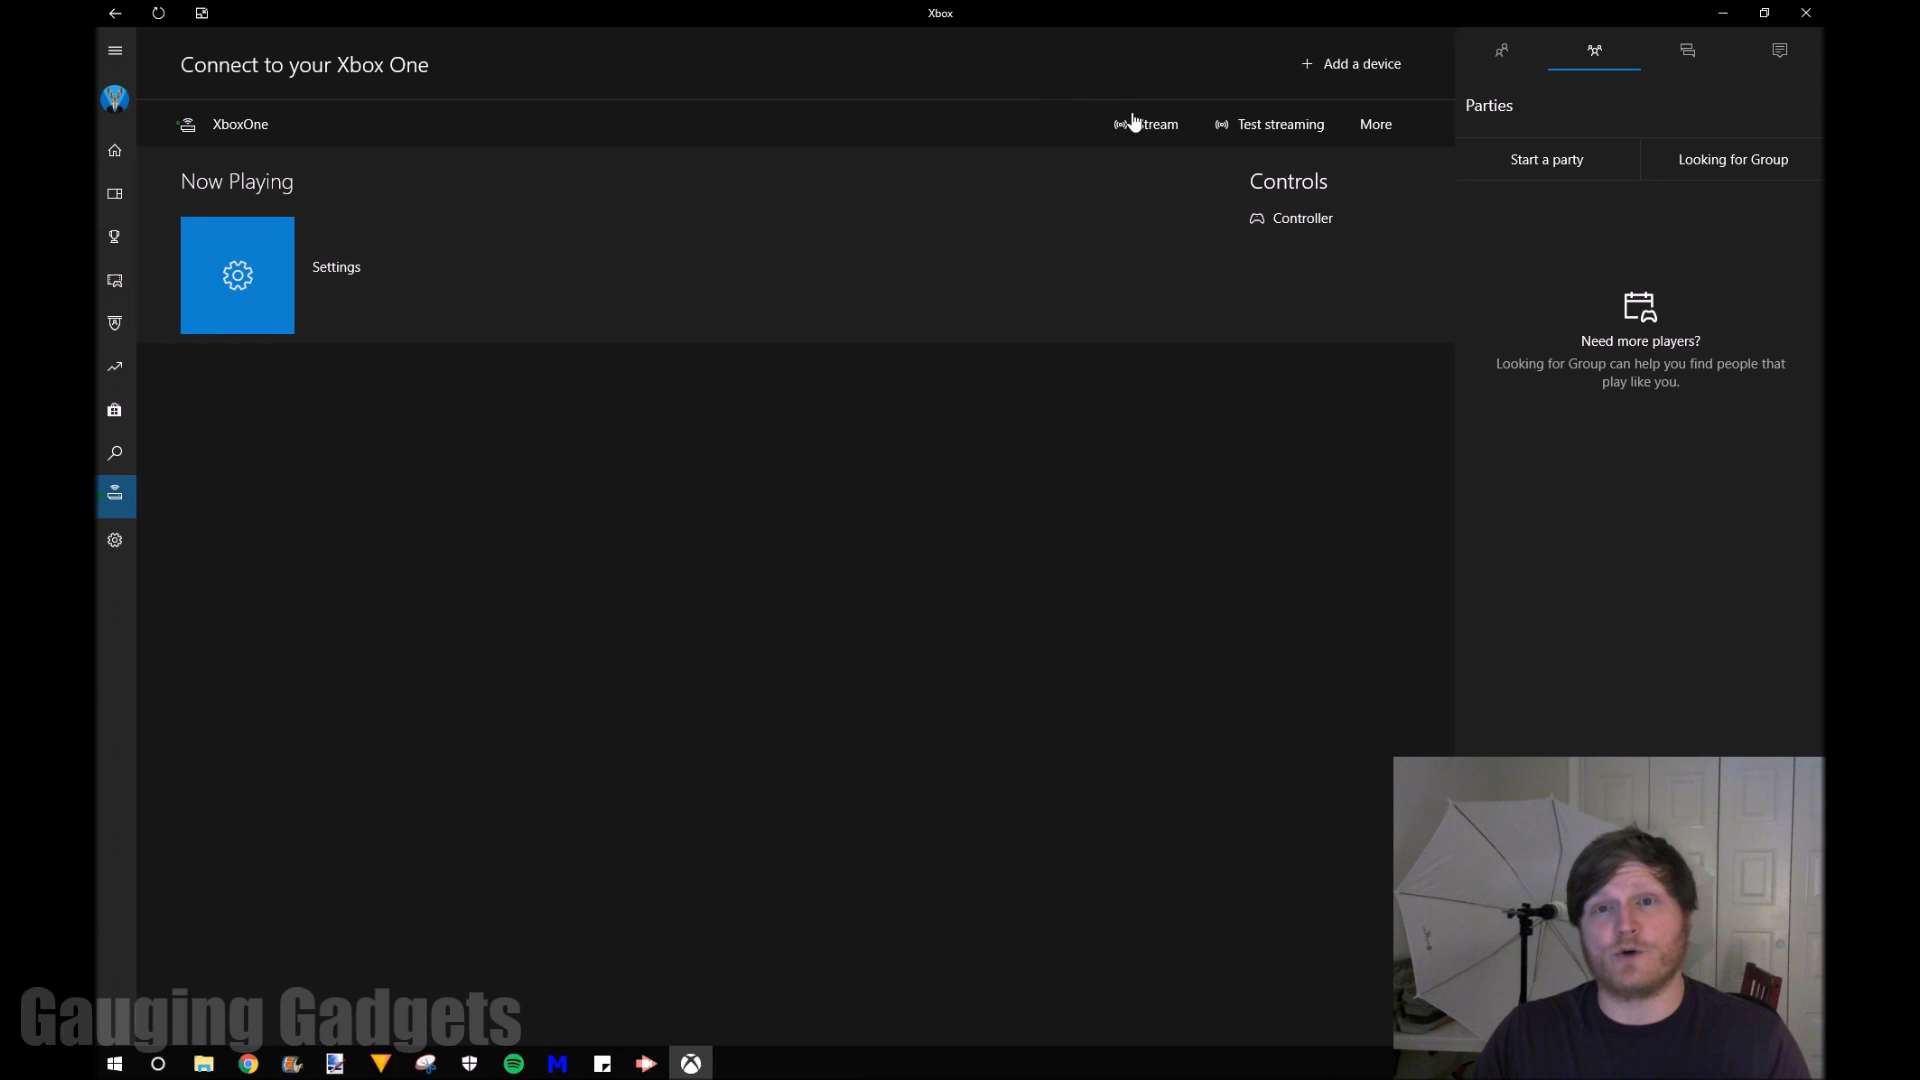 Xbox
Connect to your Xbox One
+ Add a device
XboxOne
Stream
Test streaming
More
Now Playing
Settings
Controls
Controller
Parties
Start a party
Looking for Group
Need more players?
Looking for Group can help you find people that
play like you.
Gauging Gadgets